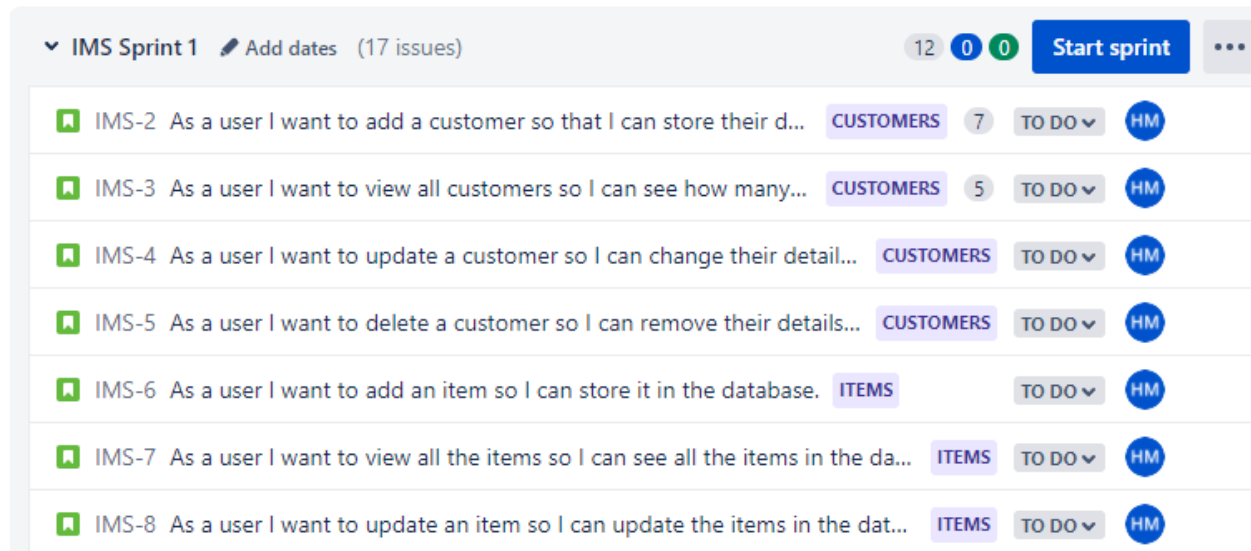 IMS Sprint 1 Add dates (17 issues) 12 0 0 Start sprint
IMS-2 As a user I want to add a customer so that I can store their d... CUSTOMERS 7 TO DO HM
IMS-3 As a user I want to view all customers so I can see how many... CUSTOMERS 5 TO DO HM
IMS-4 As a user I want to update a customer so I can change their detail... CUSTOMERS TO DO HM
IMS-5 As a user I want to delete a customer so I can remove their details... CUSTOMERS TO DO HM
IMS-6 As a user I want to add an item so I can store it in the database. ITEMS TO DO HM
IMS-7 As a user I want to view all the items so I can see all the items in the da... ITEMS TO DO HM
IMS-8 As a user I want to update an item so I can update the items in the dat... ITEMS TO DO HM